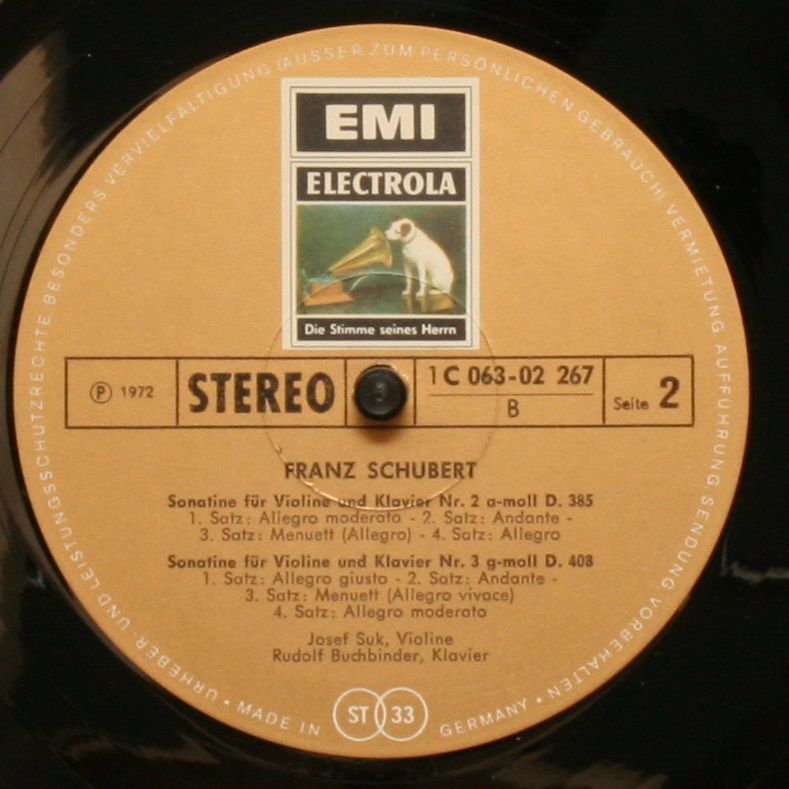 URHEBER- UND LEISTUNGSSCHUTZRECHTE BESONDERS VERVIELFÄLTIGUNG (AUSSER ZUM PERSÖNLICHEN GEBRAUCH) VERMIETUNG AUFFÜHRUNG SENDUNG VORBEHALTEN
EMI
ELECTROLA
Die Stimme seines Herrn
Ⓟ 1972
STEREO
1 C 063-02 267
B
Seite 2
FRANZ SCHUBERT
Sonatine für Violine und Klavier Nr. 2 a-moll D. 385
1. Satz: Allegro moderato - 2. Satz: Andante -
3. Satz: Menuett (Allegro) - 4. Satz: Allegro
Sonatine für Violine und Klavier Nr. 3 g-moll D. 408
1. Satz: Allegro giusto - 2. Satz: Andante -
3. Satz: Menuett (Allegro vivace)
4. Satz: Allegro moderato
Josef Suk, Violine
Rudolf Buchbinder, Klavier
• MADE IN ST 33 GERMANY •